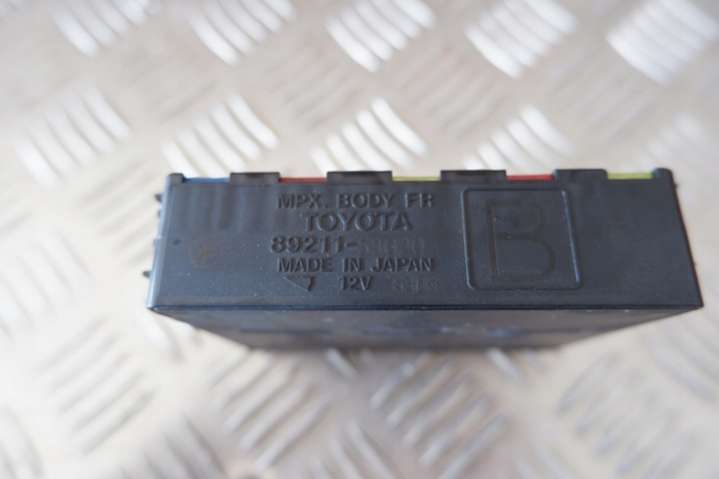 MPX. BODY FR
TOYOTA
89211-
MADE IN JAPAN
12V
B